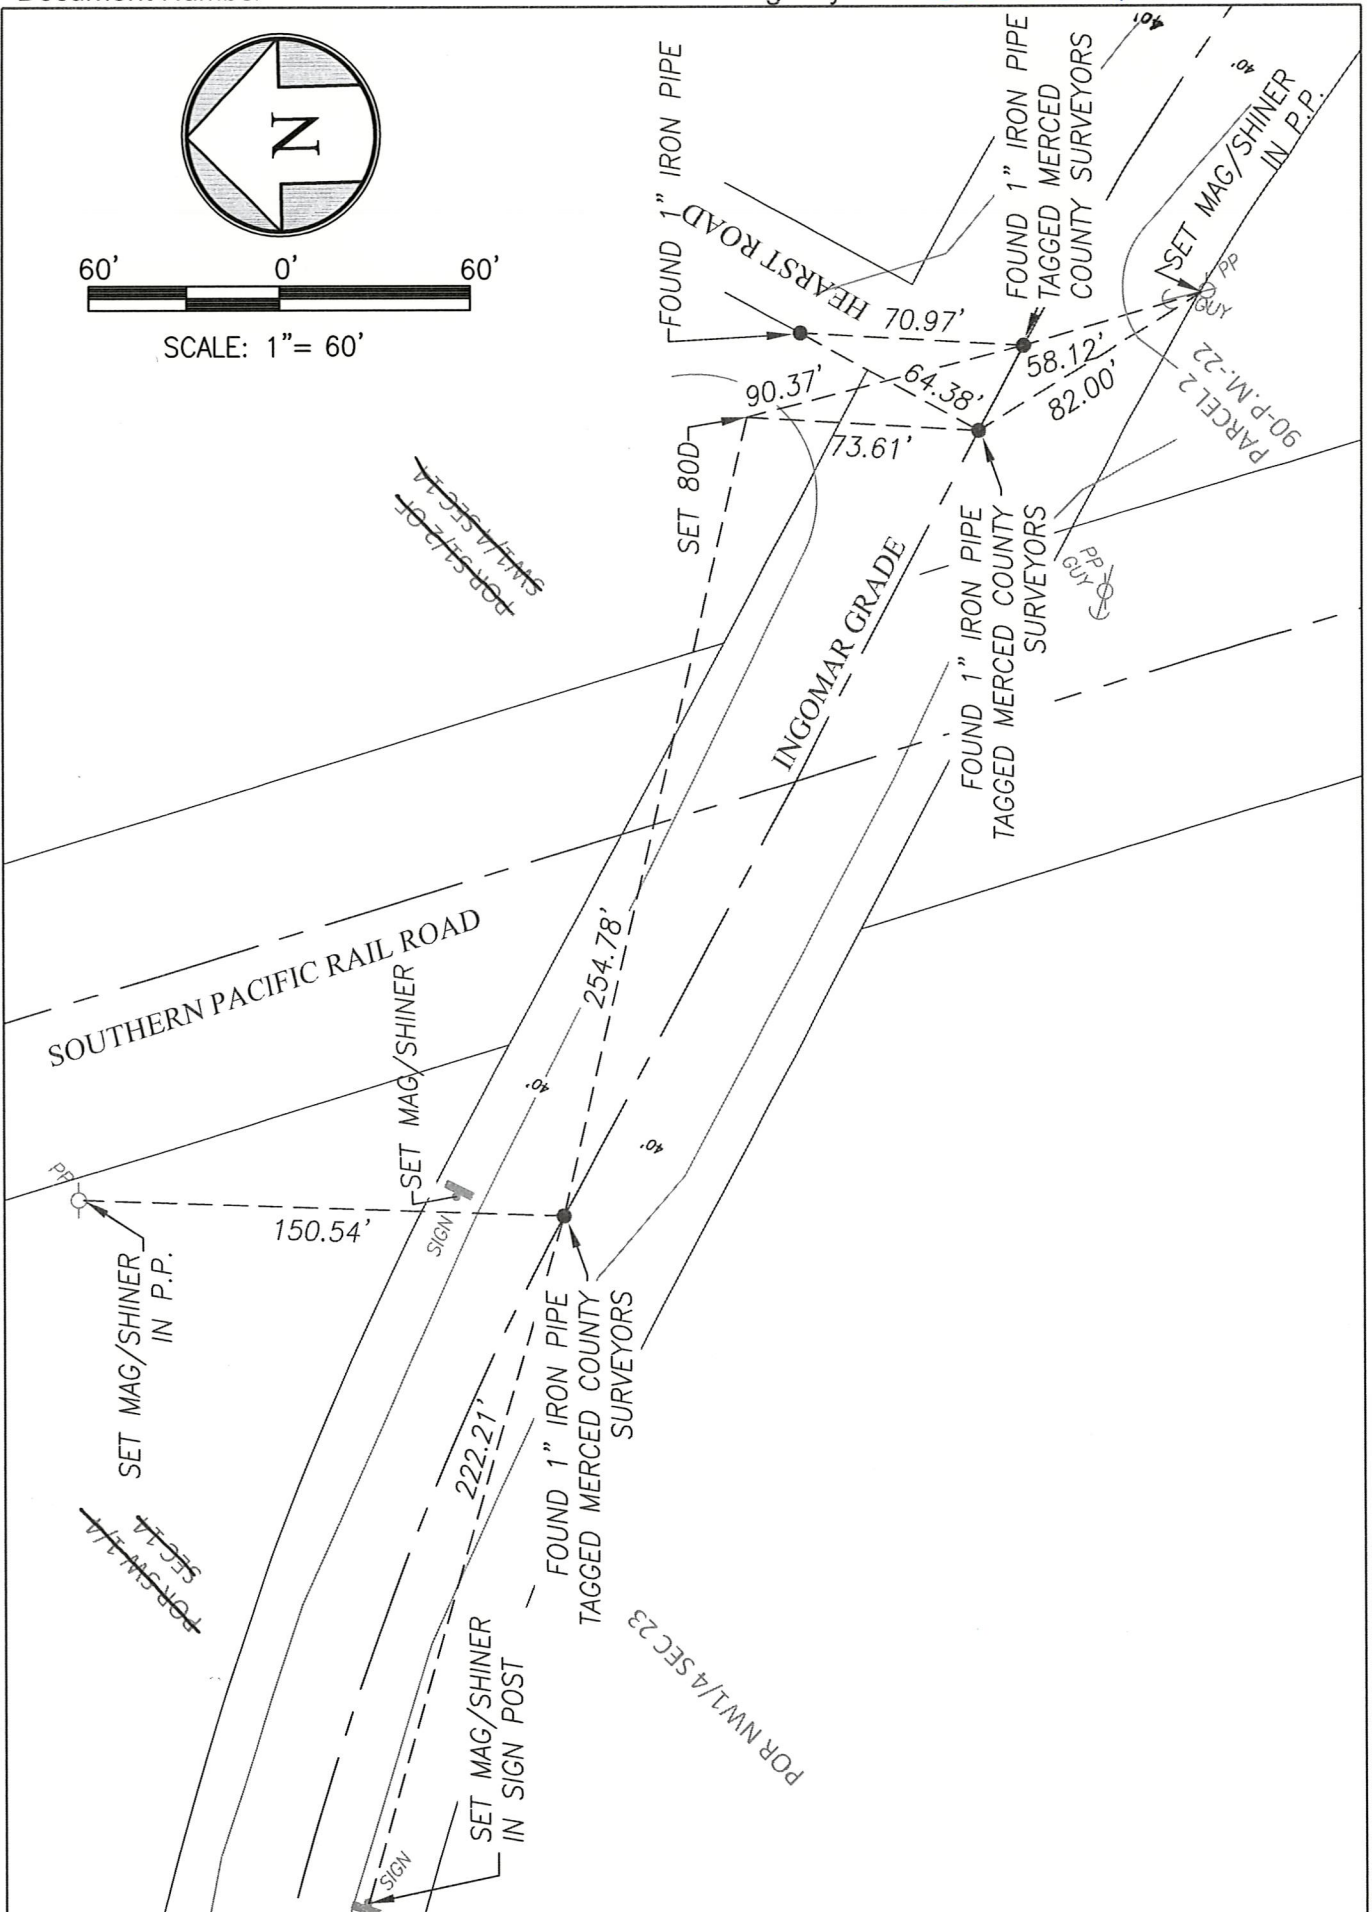 N
60'
0'
60'
SCALE: 1"= 60'
FOUND 1" IRON PIPE
HEARST ROAD
FOUND 1" IRON PIPE
TAGGED MERCED
COUNTY SURVEYORS
40'
40'
SET MAG/SHINER
IN P.P.
PP
GUY
70.97'
58.12'
64.38'
90.37'
82.00'
73.61'
PARCEL 2
90-P.M.-22
SET 80D
POR S1/2 OF
SW1/4 SEC 14
PP
GUY
INGOMAR GRADE
FOUND 1" IRON PIPE
TAGGED MERCED COUNTY
SURVEYORS
SOUTHERN PACIFIC RAIL ROAD
254.78'
SET MAG/SHINER
40'
40'
PP
SIGN
150.54'
SET MAG/SHINER
IN P.P.
FOUND 1" IRON PIPE
TAGGED MERCED COUNTY
SURVEYORS
222.21'
POR SW 1/4
SEC 14
POR NW1/4 SEC 23
SET MAG/SHINER
IN SIGN POST
SIGN